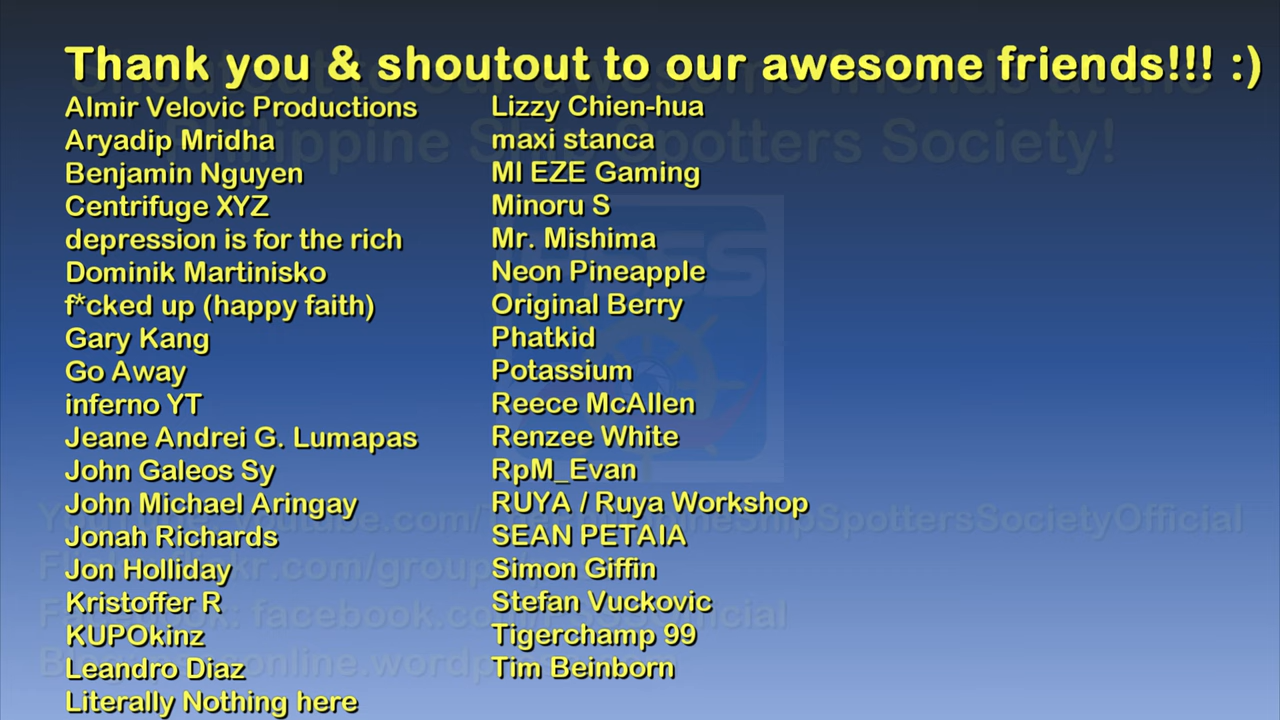 Thank you & shoutout to our awesome friends!!! :)
Almir Velovic Productions
Aryadip Mridha
Benjamin Nguyen
Centrifuge XYZ
depression is for the rich
Dominik Martinisko
f*cked up (happy faith)
Gary Kang
Go Away
inferno YT
Jeane Andrei G. Lumapas
John Galeos Sy
John Michael Aringay
Jonah Richards
Jon Holliday
Kristoffer R
KUPOkinz
Leandro Diaz
Literally Nothing here
Lizzy Chien-hua
maxi stanca
MI EZE Gaming
Minoru S
Mr. Mishima
Neon Pineapple
Original Berry
Phatkid
Potassium
Reece McAllen
Renzee White
RpM_Evan
RUYA / Ruya Workshop
SEAN PETAIA
Simon Giffin
Stefan Vuckovic
Tigerchamp 99
Tim Beinborn